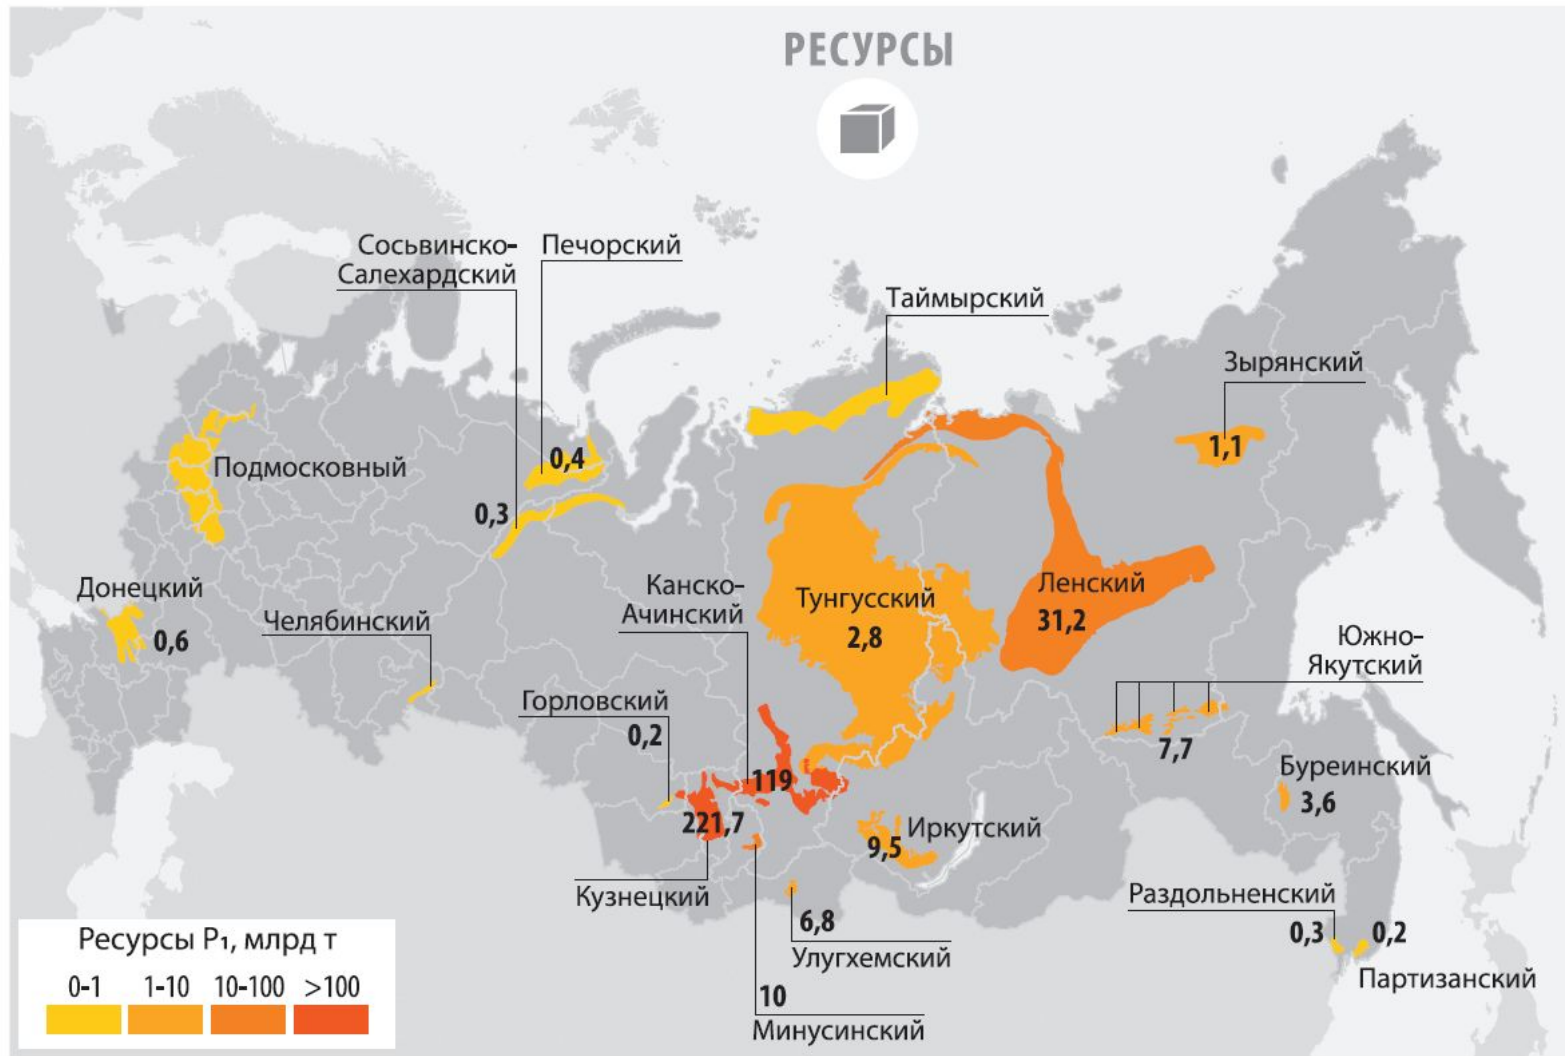 РЕСУРСЫ
Сосьвинско-
Салехардский
Печорский
Таймырский
Зырянский
1,1
Подмосковный
0,4
0,3
Донецкий
0,6
Челябинский
Канско-
Ачинский
Тунгусский
2,8
Ленский
31,2
Южно-
Якутский
7,7
Горловский
0,2
119
221,7
Кузнецкий
Буреинский
3,6
Иркутский
9,5
Раздольненский
0,3
0,2
Партизанский
6,8
Улугхемский
10
Минусинский
Ресурсы Р₁, млрд т
0-1 1-10 10-100 >100